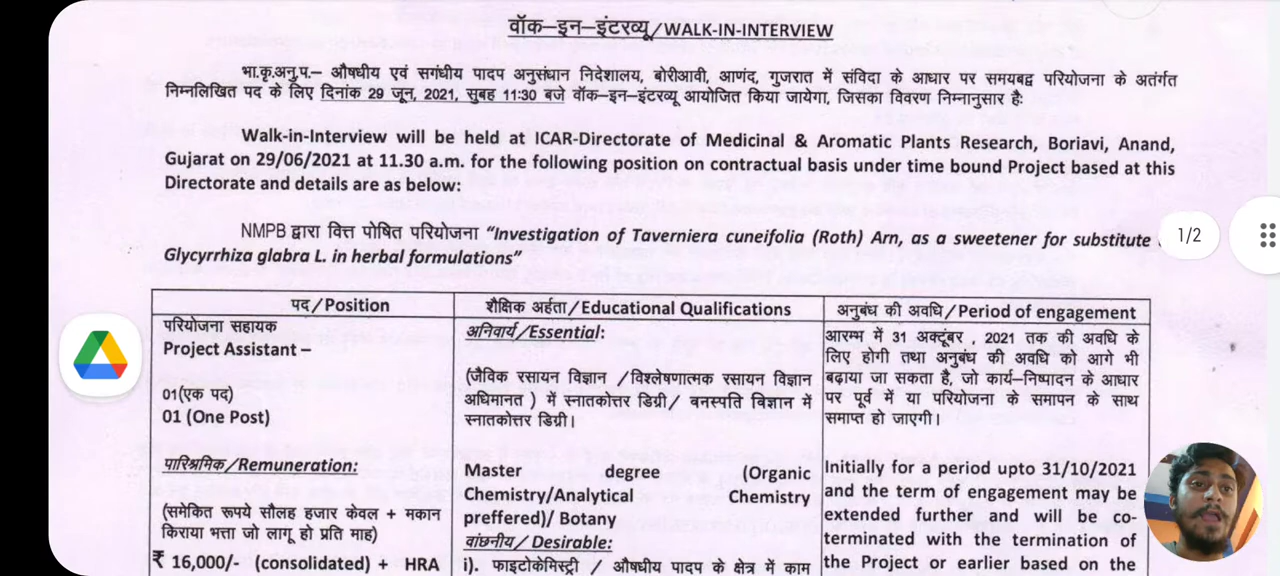 वॉक–इन–इंटरव्यू/WALK-IN-INTERVIEW
भा.कृ.अनु.प.– औषधीय एवं सगंधीय पादप अनुसंधान निदेशालय, बोरीआवी, आणंद, गुजरात में संविदा के आधार पर समयबद्व परियोजना के अतंर्गत
निम्नलिखित पद के लिए दिनांक 29 जून, 2021, सुबह 11:30 बजे वॉक–इन–इंटरव्यू आयोजित किया जायेगा, जिसका विवरण निम्नानुसार है:
Walk-in-Interview will be held at ICAR-Directorate of Medicinal & Aromatic Plants Research, Boriavi, Anand,
Gujarat on 29/06/2021 at 11.30 a.m. for the following position on contractual basis under time bound Project based at this
Directorate and details are as below:
NMPB द्वारा वित्त पोषित परियोजना "Investigation of Taverniera cuneifolia (Roth) Arn, as a sweetener for substitute
Glycyrrhiza glabra L. in herbal formulations"
1/2
पद/Position
परियोजना सहायक
Project Assistant –
01(एक पद)
01 (One Post)
पारिश्रमिक/Remuneration:
(समेकित रूपये सौलह हजार केवल + मकान
किराया भत्ता जो लागू हो प्रति माह)
₹ 16,000/- (consolidated) + HRA
शैक्षिक अर्हता/Educational Qualifications
अनिवार्य/Essential:
(जैविक रसायन विज्ञान /विश्लेषणात्मक रसायन विज्ञान
अधिमानत ) में स्नातकोत्तर डिग्री/ बनस्पति विज्ञान में
स्नातकोत्तर डिग्री।
Master degree (Organic
Chemistry/Analytical Chemistry
preffered)/ Botany
वांछनीय/ Desirable:
i). फाइटोकेमिस्ट्री / औषधीय पादप के क्षेत्र में काम
अनुबंध की अवधि/Period of engagement
आरम्भ में 31 अक्टूंबर , 2021 तक की अवधि के
लिए होगी तथा अनुबंध की अवधि को आगे भी
बढ़ाया जा सकता है, जो कार्य–निष्पादन के आधार
पर पूर्व में या परियोजना के समापन के साथ
समाप्त हो जाएगी।
Initially for a period upto 31/10/2021
and the term of engagement may be
extended further and will be co-
terminated with the termination of
the Project or earlier based on the